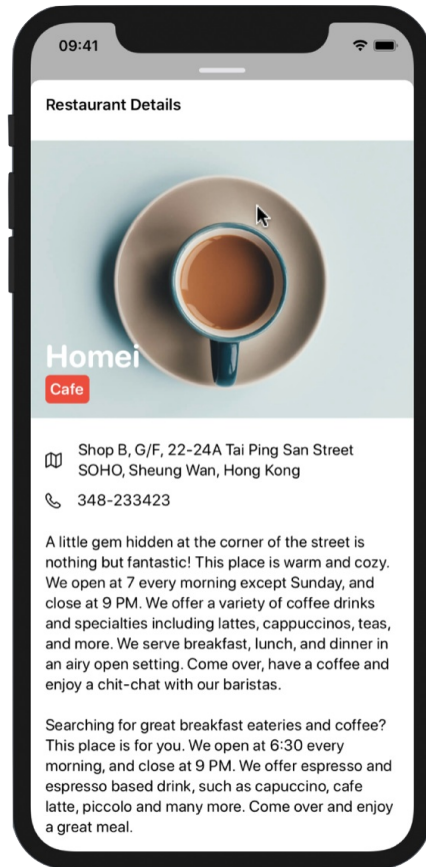 09:41
Restaurant Details
Homei
Cafe
Shop B, G/F, 22-24A Tai Ping San Street
SOHO, Sheung Wan, Hong Kong
348-233423
A little gem hidden at the corner of the street is
nothing but fantastic! This place is warm and cozy.
We open at 7 every morning except Sunday, and
close at 9 PM. We offer a variety of coffee drinks
and specialties including lattes, cappuccinos, teas,
and more. We serve breakfast, lunch, and dinner in
an airy open setting. Come over, have a coffee and
enjoy a chit-chat with our baristas.
Searching for great breakfast eateries and coffee?
This place is for you. We open at 6:30 every
morning, and close at 9 PM. We offer espresso and
espresso based drink, such as capuccino, cafe
latte, piccolo and many more. Come over and enjoy
a great meal.